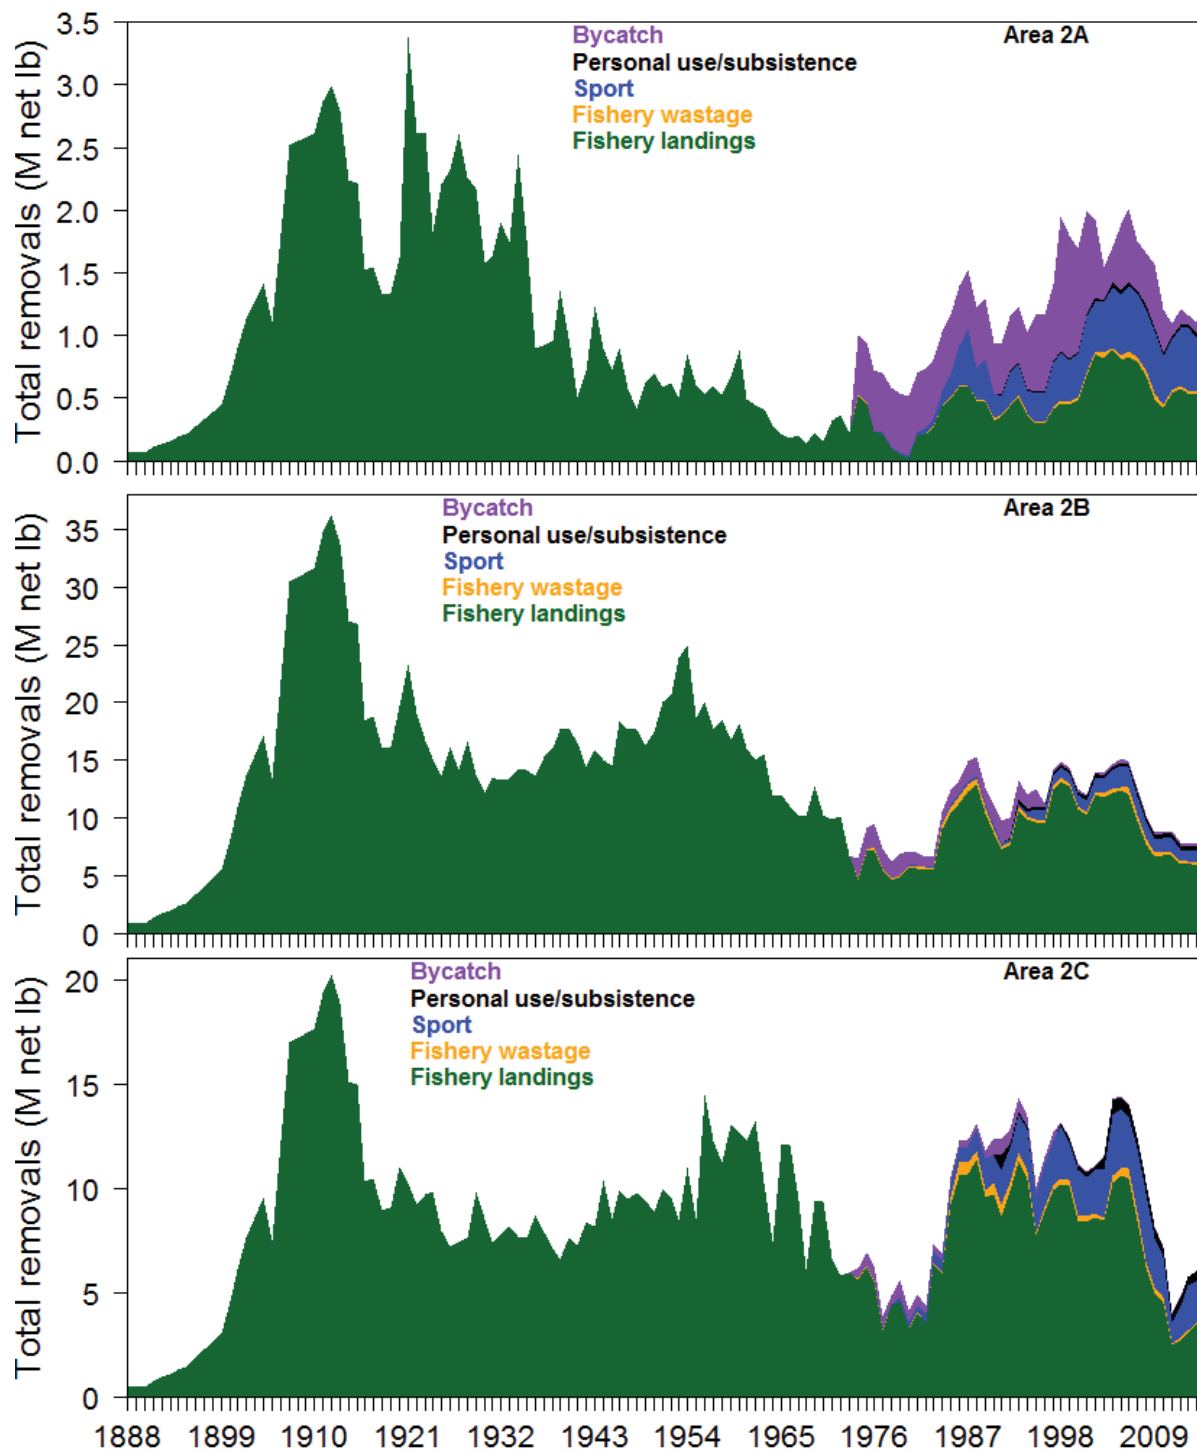 Total removals (M net lb)
3.5
3.0
2.5
2.0
1.5
1.0
0.5
0.0
Bycatch
Personal use/subsistence
Sport
Fishery wastage
Fishery landings
Area 2A
Total removals (M net lb)
35
30
25
20
15
10
5
0
Bycatch
Personal use/subsistence
Sport
Fishery wastage
Fishery landings
Area 2B
Total removals (M net lb)
20
15
10
5
0
Bycatch
Personal use/subsistence
Sport
Fishery wastage
Fishery landings
Area 2C
1888 1899 1910 1921 1932 1943 1954 1965 1976 1987 1998 2009